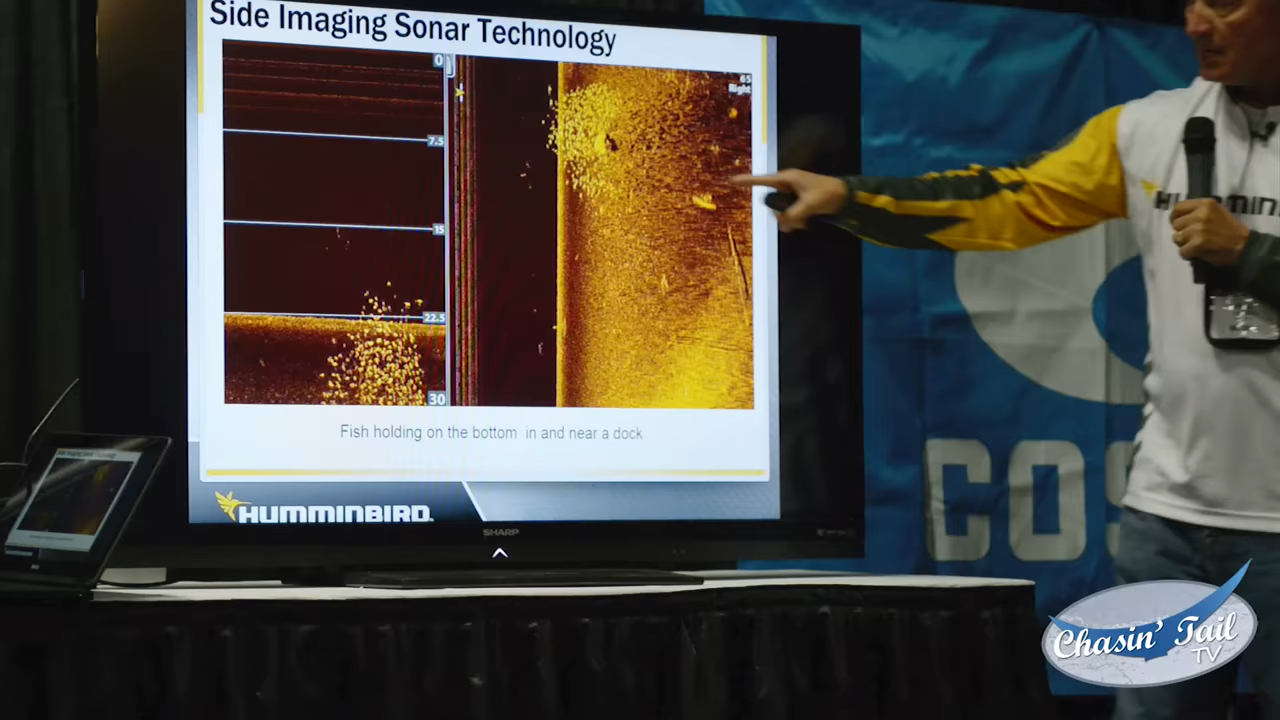 Side Imaging Sonar Technology
0
7.5
15
22.5
30
65
Right
Fish holding on the bottom in and near a dock
HUMMINBIRD
SHARP
HUMMIN
COS
Chasin' Tail
TV